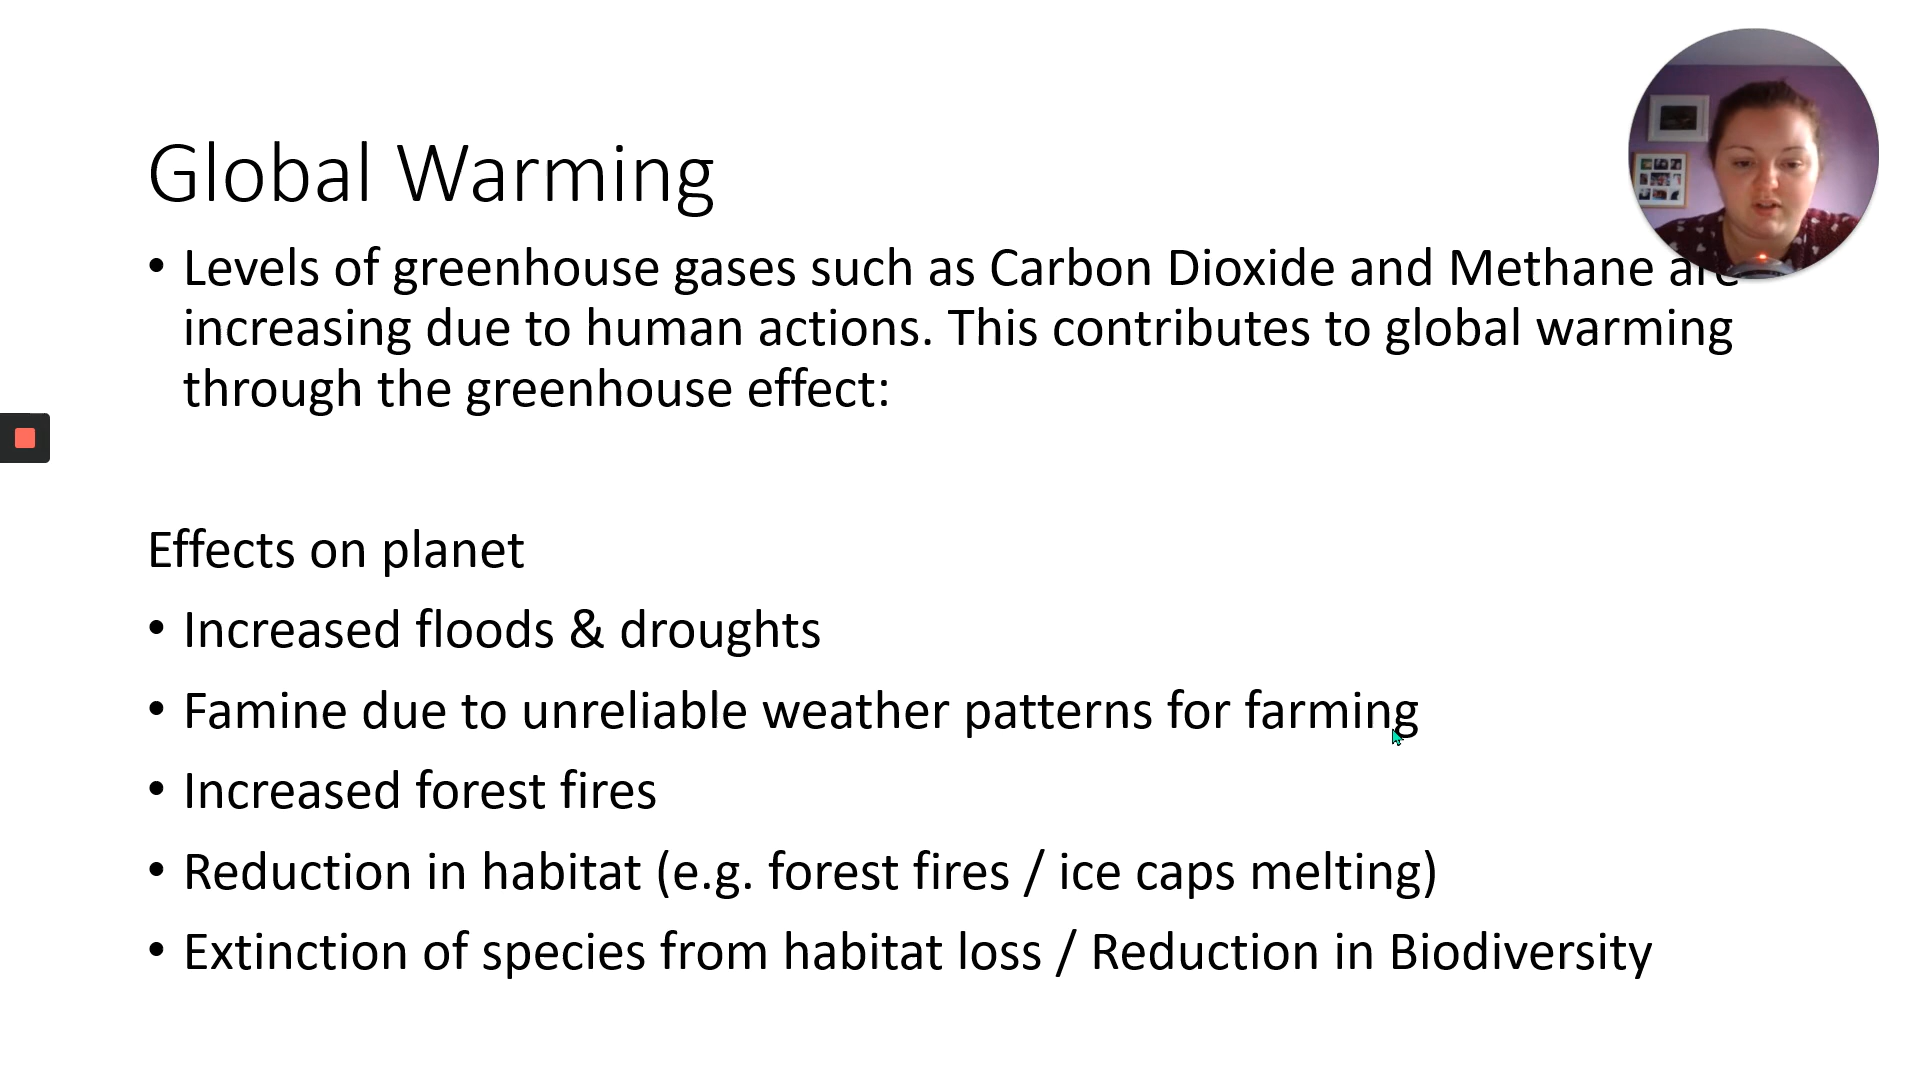 Global Warming
• Levels of greenhouse gases such as Carbon Dioxide and Methane are
increasing due to human actions. This contributes to global warming
through the greenhouse effect:
Effects on planet
• Increased floods & droughts
• Famine due to unreliable weather patterns for farming
• Increased forest fires
• Reduction in habitat (e.g. forest fires / ice caps melting)
• Extinction of species from habitat loss / Reduction in Biodiversity